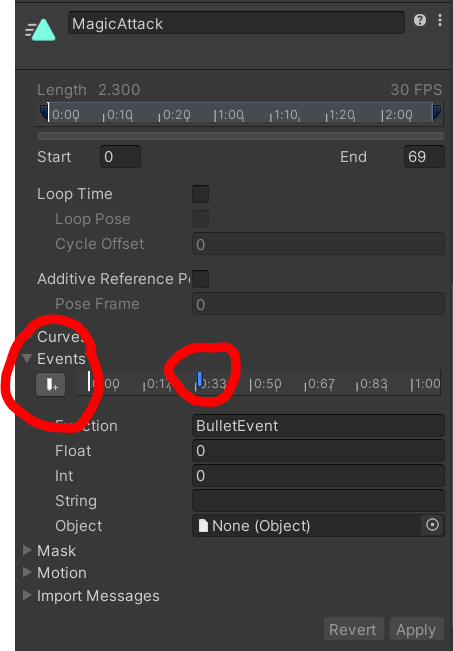 MagicAttack
Length 2.300 30 FPS
0:00 0:10 0:20 1:00 1:10 1:20 2:00
Start 0 End 69
Loop Time
Loop Pose
Cycle Offset 0
Additive Reference Po
Pose Frame 0
Curves
Events
0:00 0:17 0:33 0:50 0:67 0:83 1:00
Function BulletEvent
Float 0
Int 0
String
Object None (Object)
Mask
Motion
Import Messages
Revert Apply